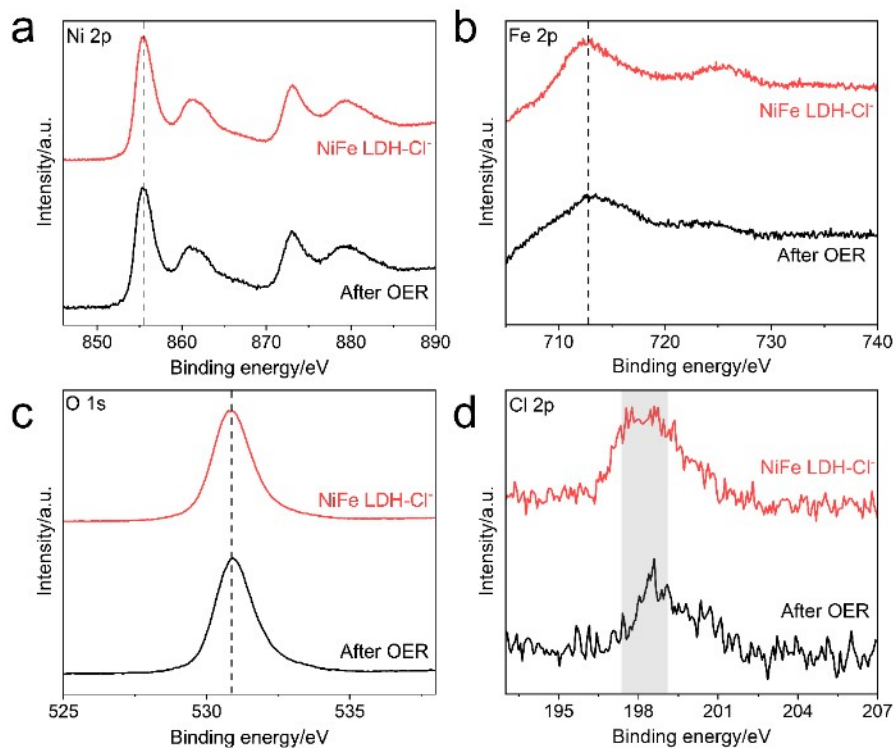 a
Ni 2p
NiFe LDH-Cl⁻
After OER
Intensity/a.u.
850 860 870 880 890
Binding energy/eV
b
Fe 2p
NiFe LDH-Cl⁻
After OER
Intensity/a.u.
710 720 730 740
Binding energy/eV
c
O 1s
NiFe LDH-Cl⁻
After OER
Intensity/a.u.
525 530 535
Binding energy/eV
d
Cl 2p
NiFe LDH-Cl⁻
After OER
Intensity/a.u.
195 198 201 204 207
Binding energy/eV